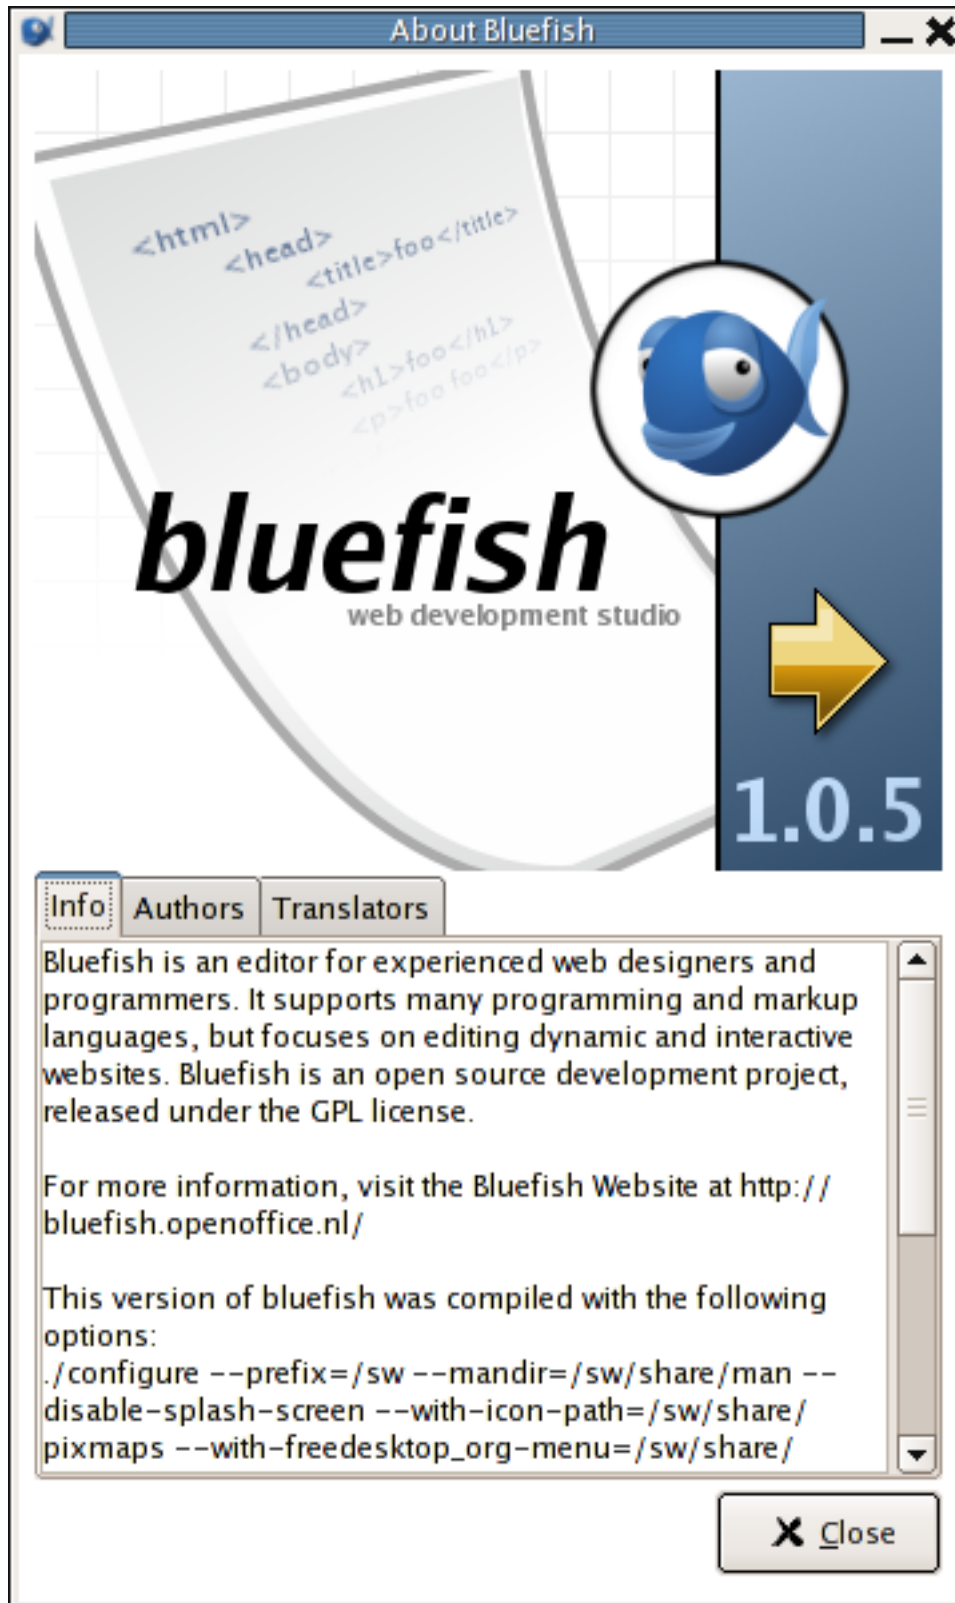 About Bluefish
<html>
<head>
<title>foo</title>
</head>
<body>
<h1>foo</h1>
<p>foo foo</p>
bluefish
web development studio
1.0.5
Info
Authors
Translators
Bluefish is an editor for experienced web designers and
programmers. It supports many programming and markup
languages, but focuses on editing dynamic and interactive
websites. Bluefish is an open source development project,
released under the GPL license.
For more information, visit the Bluefish Website at http://
bluefish.openoffice.nl/
This version of bluefish was compiled with the following
options:
./configure --prefix=/sw --mandir=/sw/share/man --
disable-splash-screen --with-icon-path=/sw/share/
pixmaps --with-freedesktop_org-menu=/sw/share/
Close